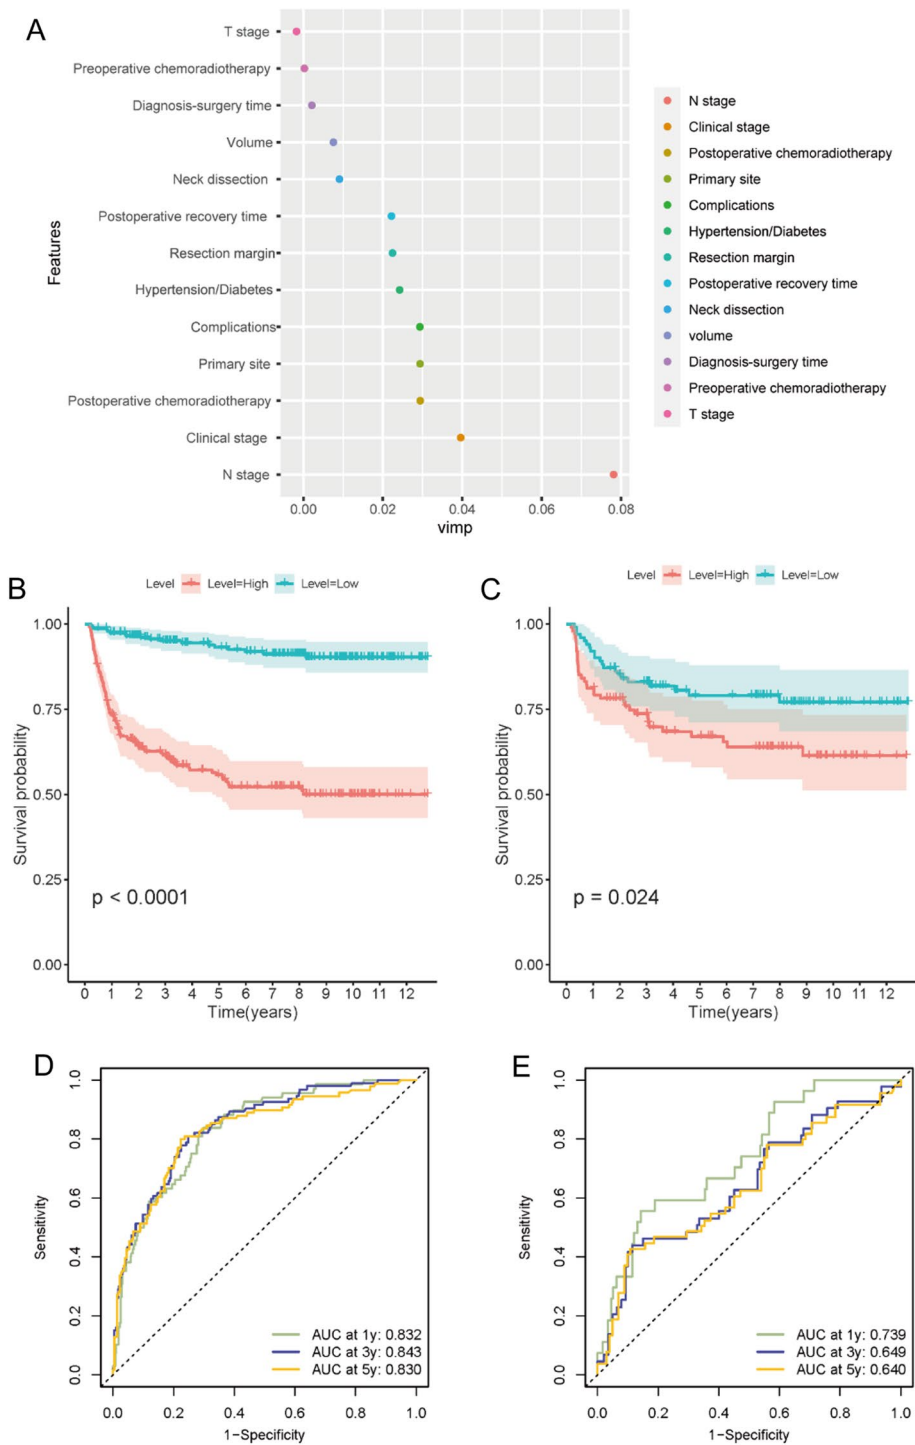 A
T stage
Preoperative chemoradiotherapy
Diagnosis-surgery time
Volume
Neck dissection
Postoperative recovery time
Resection margin
Hypertension/Diabetes
Complications
Primary site
Postoperative chemoradiotherapy
Clinical stage
N stage
Features
0.00 0.02 0.04 0.06 0.08
vimp
N stage
Clinical stage
Postoperative chemoradiotherapy
Primary site
Complications
Hypertension/Diabetes
Resection margin
Postoperative recovery time
Neck dissection
volume
Diagnosis-surgery time
Preoperative chemoradiotherapy
T stage
B
Level Level=High Level=Low
1.00
0.75
0.50
0.25
0.00
Survival probability
p < 0.0001
0 1 2 3 4 5 6 7 8 9 10 11 12
Time(years)
C
Level Level=High Level=Low
1.00
0.75
0.50
0.25
0.00
Survival probability
p = 0.024
0 1 2 3 4 5 6 7 8 9 10 11 12
Time(years)
D
1.0
0.8
0.6
0.4
0.2
0.0
Sensitivity
AUC at 1y: 0.832
AUC at 3y: 0.843
AUC at 5y: 0.830
0.0 0.2 0.4 0.6 0.8 1.0
1-Specificity
E
1.0
0.8
0.6
0.4
0.2
0.0
Sensitivity
AUC at 1y: 0.739
AUC at 3y: 0.649
AUC at 5y: 0.640
0.0 0.2 0.4 0.6 0.8 1.0
1-Specificity